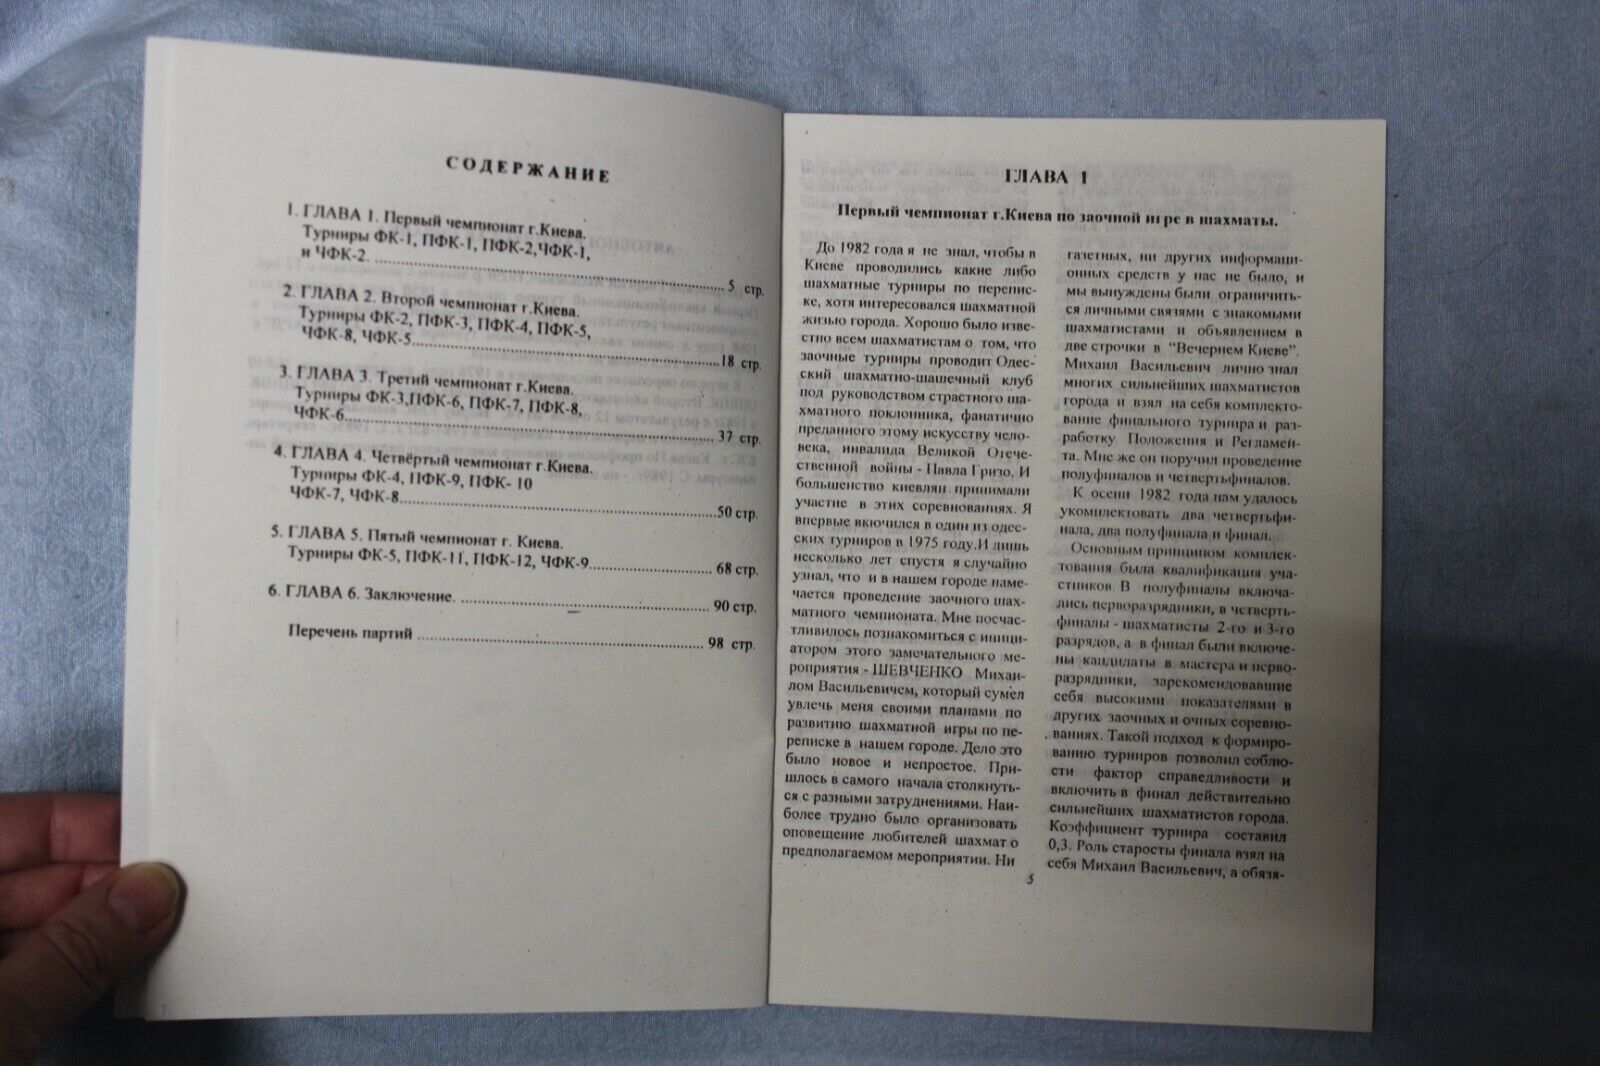 СОДЕРЖАНИЕ
1. ГЛАВА 1. Первый чемпионат г.Киева.
Турниры ФК-1, ПФК-1, ПФК-2,ЧФК-1,
и ЧФК-2. ........................................ 5 стр.
2. ГЛАВА 2. Второй чемпионат г.Киева.
Турниры ФК-2, ПФК-3, ПФК-4, ПФК-5,
ЧФК-8, ЧФК-5........................................18 стр.
3. ГЛАВА 3. Третий чемпионат г.Киева.
Турниры ФК-3,ПФК-6, ПФК-7, ПФК-8,
ЧФК-6........................................ 37 стр.
4. ГЛАВА 4. Четвёртый чемпионат г.Киева.
Турниры ФК-4, ПФК-9, ПФК- 10
ЧФК-7, ЧФК-8........................................50 стр.
5. ГЛАВА 5. Пятый чемпионат г. Киева.
Турниры ФК-5, ПФК-11, ПФК-12, ЧФК-9........................ 68 стр.
6. ГЛАВА 6. Заключение. ........................................ 90 стр.
Перечень партий ........................................ 98 стр.
ГЛАВА 1
Первый чемпионат г.Киева по заочной игре в шахматы.
До 1982 года я не знал, чтобы в
Киеве проводились какие либо
шахматные турниры по переписке,
ке, хотя интересовался шахматной
жизью города. Хорошо было изве-
стно всем шахматистам о том, что
заочные турниры проводит Одес-
ский шахматно-шашечный клуб
под руководством страстного ша-
хматного поклонника, фанатично
преданного этому искусству чело-
века, инвалида Великой Отече-
ственной войны - Павла Гризо. И
большенство киевлян принимали
участие в этих соревнованиях. Я
впервые вкючился в один из одес-
ских турниров в 1975 году.И лишь
несколько лет спустя я случайно
узнал, что и в нашем городе наме-
чается проведение заочного шах-
матного чемпионата. Мне посчас-
тливилось познакомиться с иници-
атором этого замечательного ме-
роприятия - ШЕВЧЕНКО Михаи-
лом Васильевичем, который сумел
увлечь меня своими планами по
развитию шахматной игры по пе-
реписке в нашем городе. Дело это
было новое и непростое. При-
шлось в самого начала столкнуть-
ся с разными затруднениями. Наи-
более трудно было организовать
оповещение любителей шахмат о
предполагаемом мероприятии. Ни
газетных, ни других информаци-
онных средств у нас не было, и
мы вынуждены были ограничить-
ся личными связями с знакомыми
шахматистами и объявлением в
две строчки в "Вечернем Киеве".
Михаил Васильевич лично знал
многих сильнейших шахматистов
города и взял на себя комплекто-
вание финального турнира и раз-
работку Положения и Регламей-
та. Мне же он поручил проведение
полуфиналов и четвертьфиналов.
К осени 1982 года нам удалось
укомплектовать два четвертьфи-
нала, два полуфинала и финал.
Основным принципом комплек-
тования была квалификация уча-
стников. В полуфиналы включа-
лись перворазрядники, в четверть-
финалы - шахматисты 2-го и 3-го
разрядов, а в финал были включе-
ны кандидаты в мастера и перво-
разрядники, зарекомендовавшие
себя высокими показателями в
других заочных и очных соревно-
ваниях. Такой подход к формиро-
ванию турниров позволил соблю-
сти фактор справедливости и
включить в финал действительно
сильнейших шахматистов города.
Коэффициент турнира составил
0,3. Роль старосты финала взял на
себя Михаил Васильевич, а обязя-
5